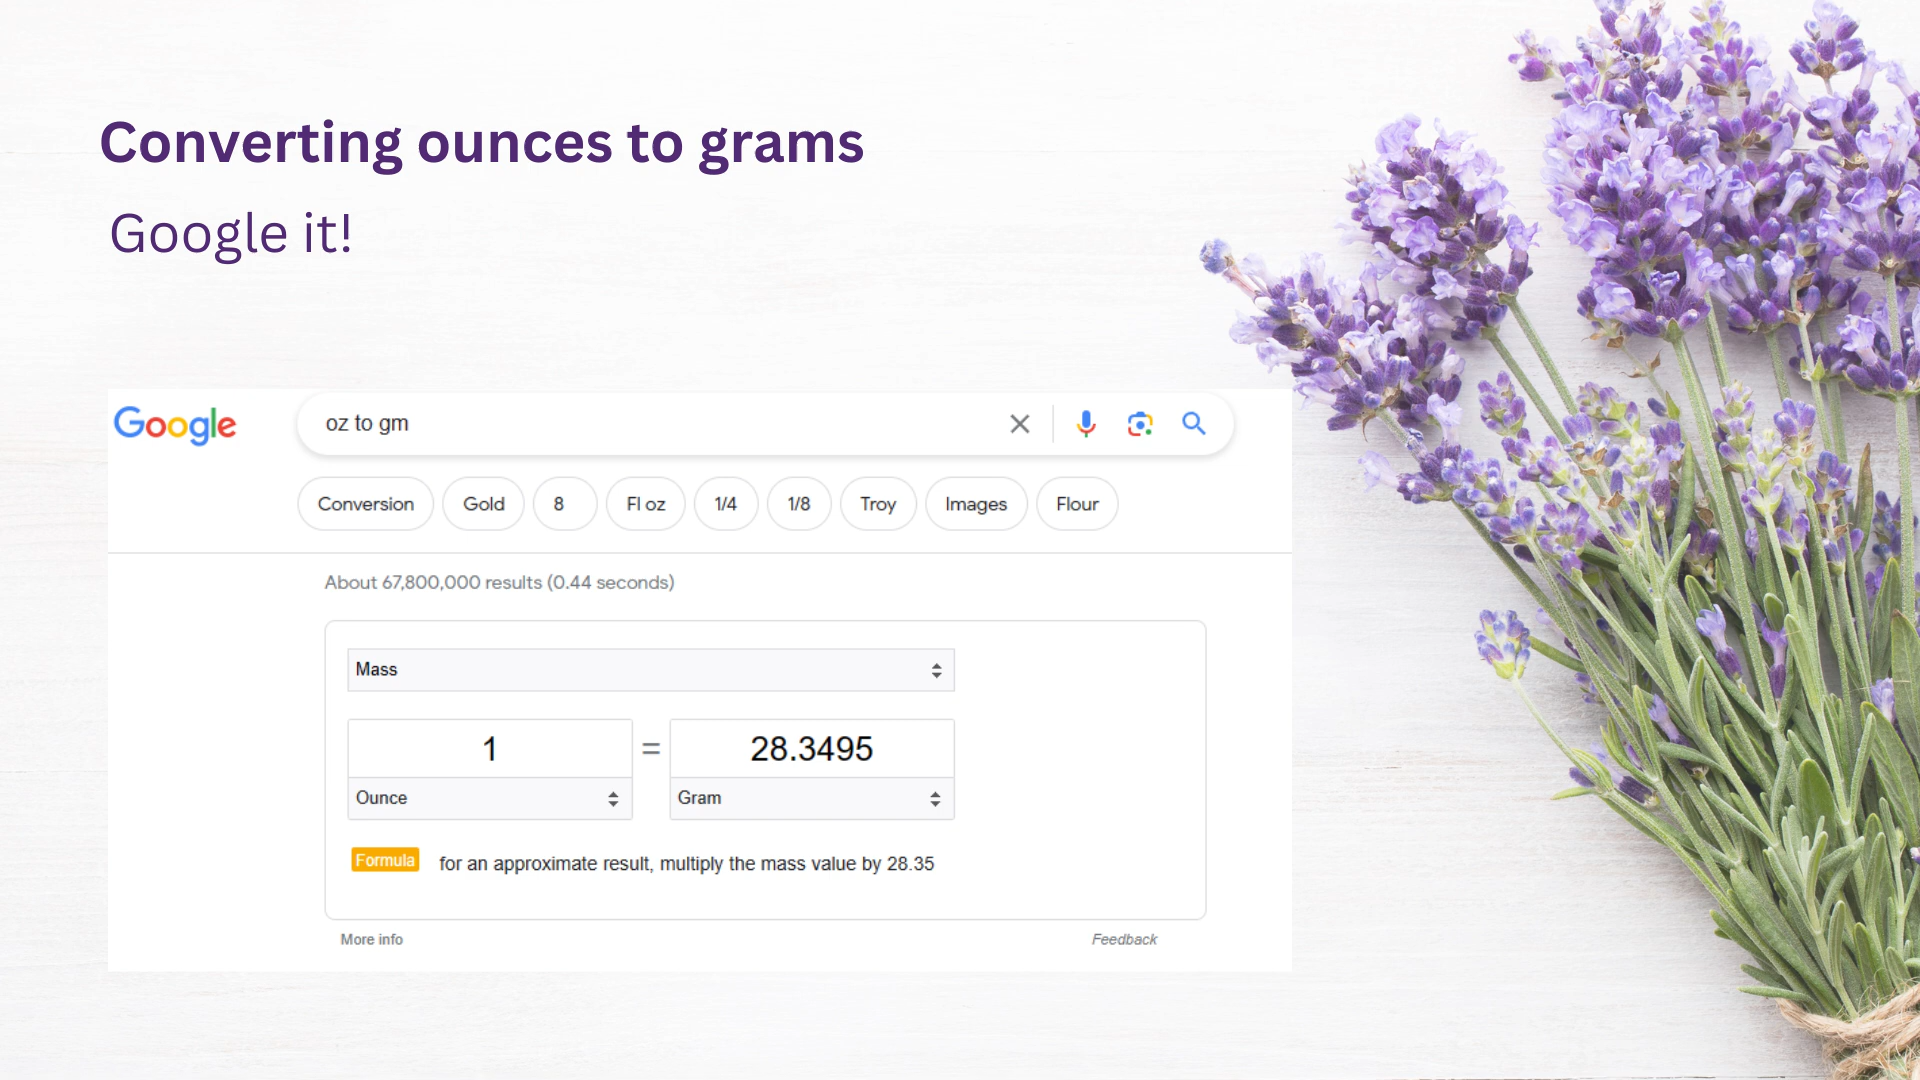 Converting ounces to grams
Google it!
Google
oz to gm
Conversion Gold 8 Fl oz 1/4 1/8 Troy Images Flour
About 67,800,000 results (0.44 seconds)
Mass
1 = 28.3495
Ounce Gram
Formula for an approximate result, multiply the mass value by 28.35
More info Feedback